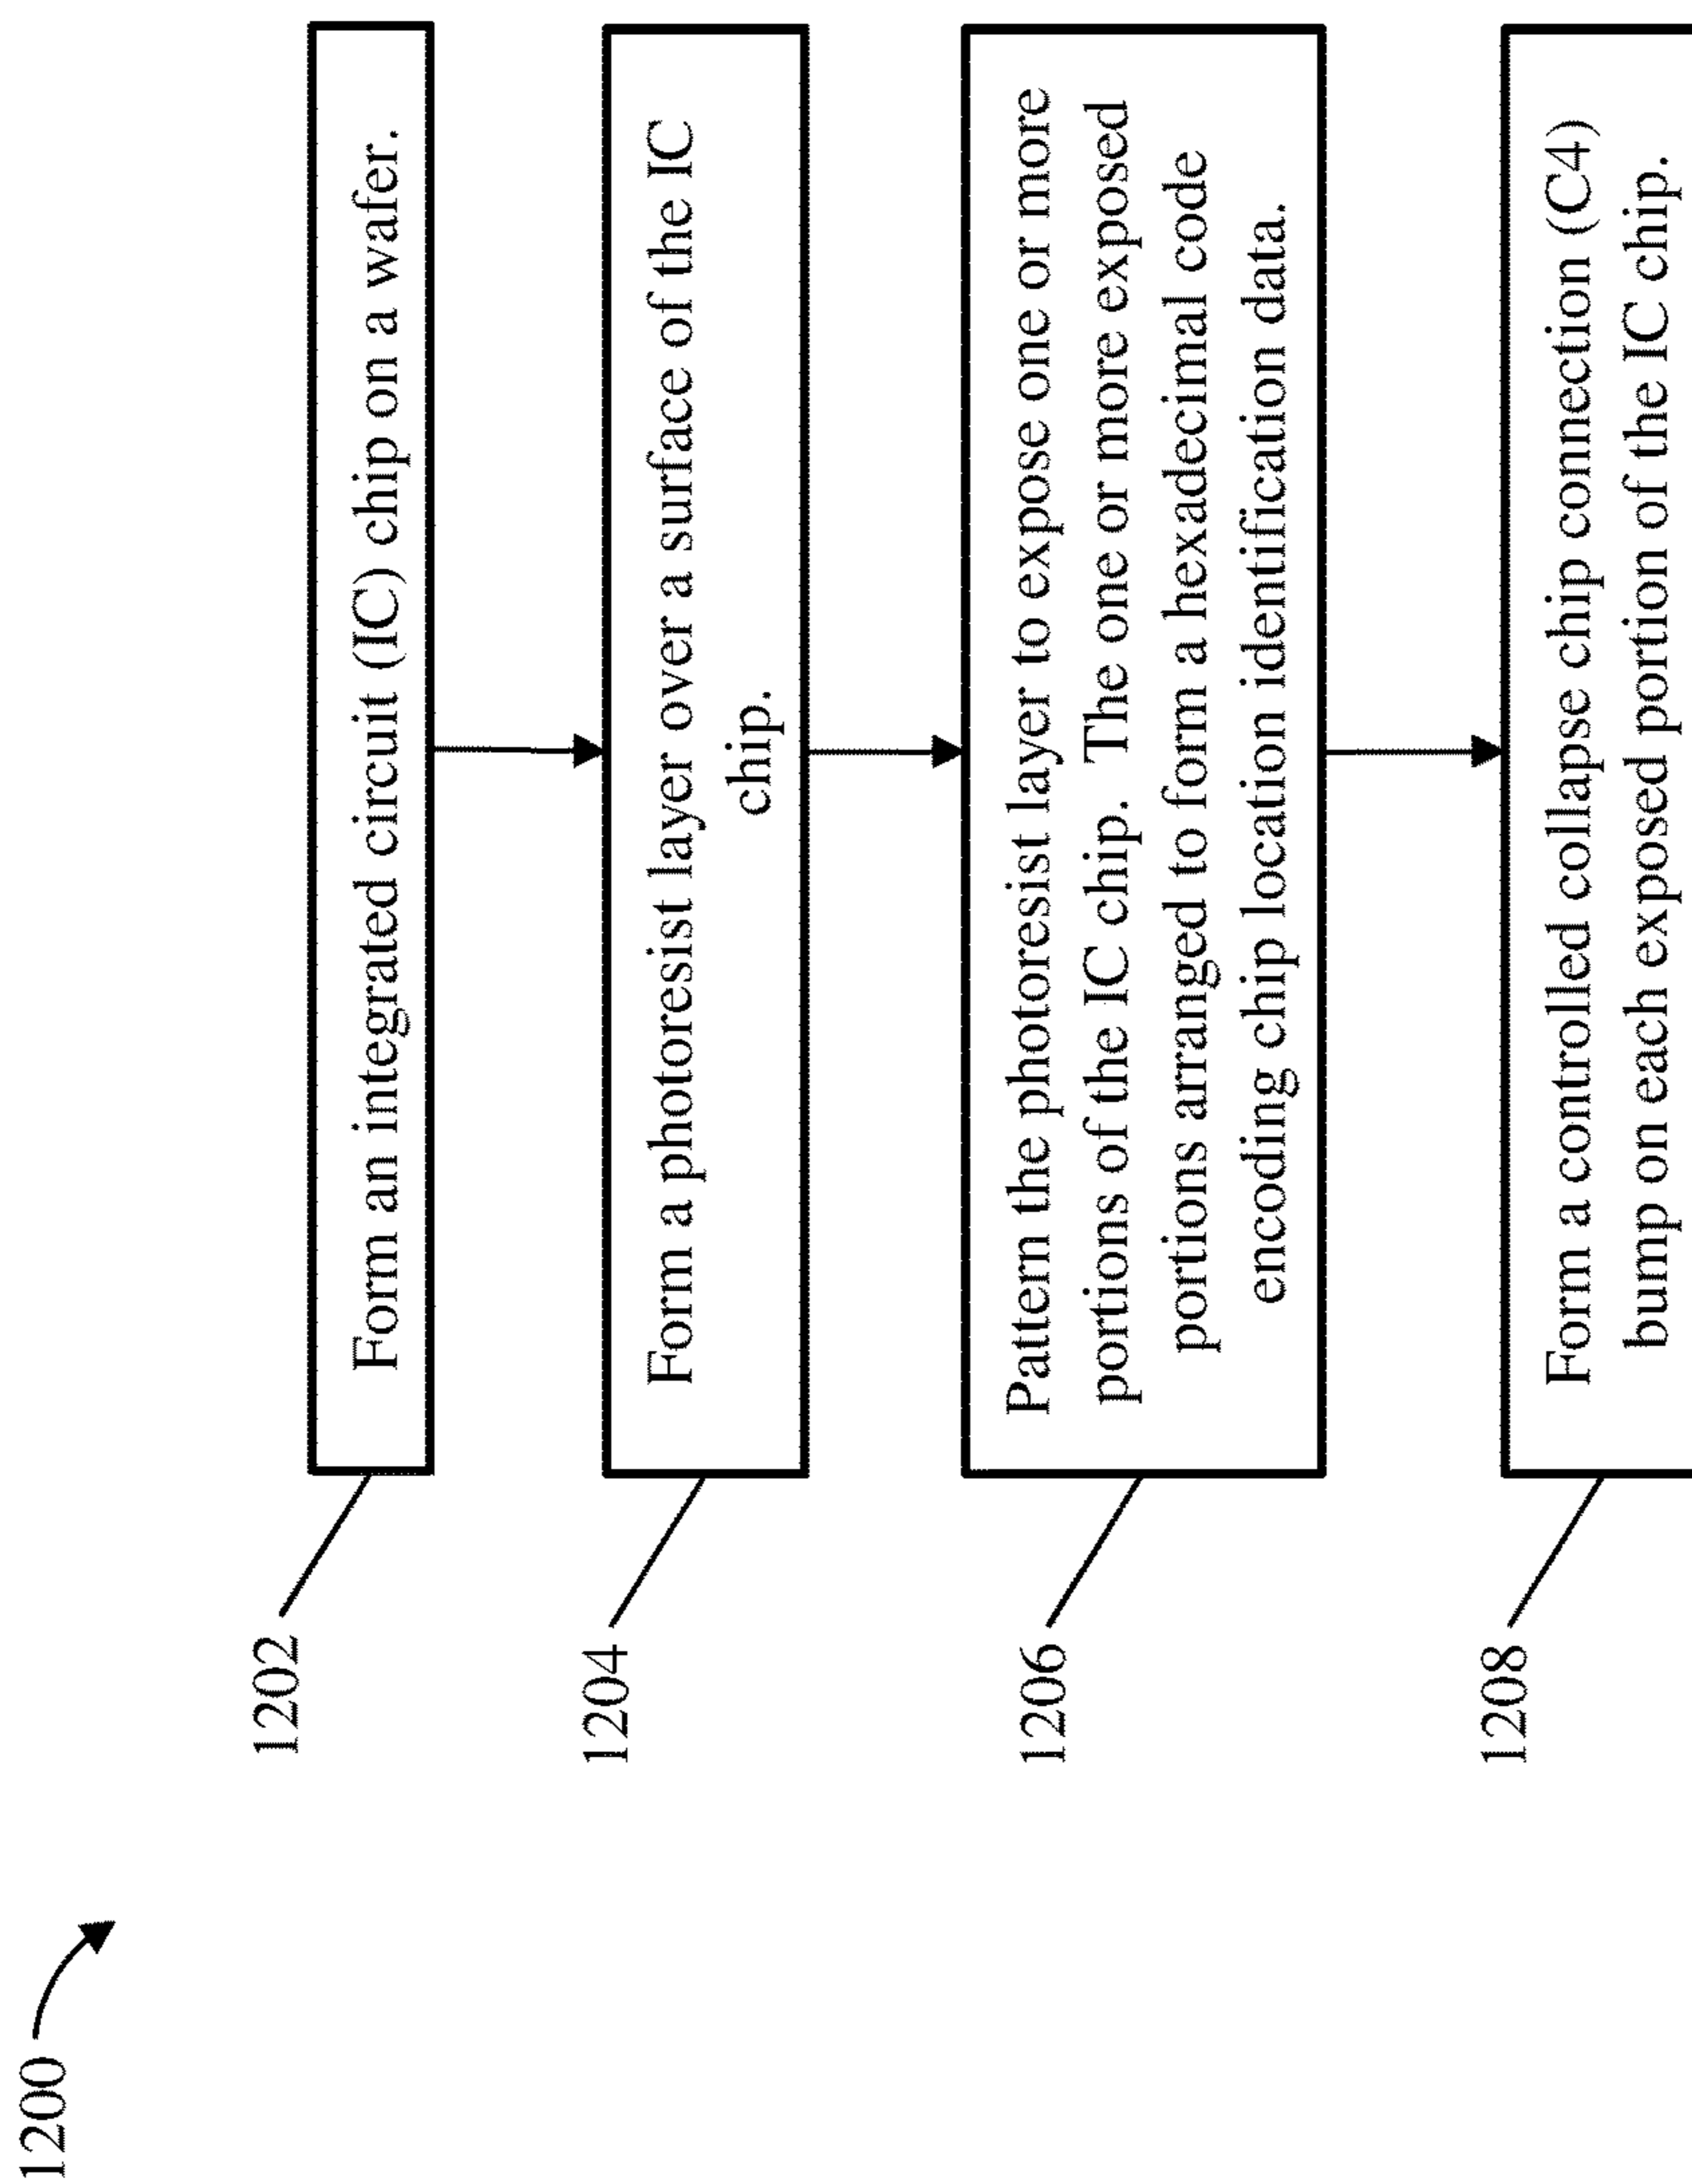 1200
1202
Form an integrated circuit (IC) chip on a wafer.
1204
Form a photoresist layer over a surface of the IC
chip.
1206
Pattern the photoresist layer to expose one or more
portions of the IC chip. The one or more exposed
portions arranged to form a hexadecimal code
encoding chip location identification data.
1208
Form a controlled collapse chip connection (C4)
bump on each exposed portion of the IC chip.